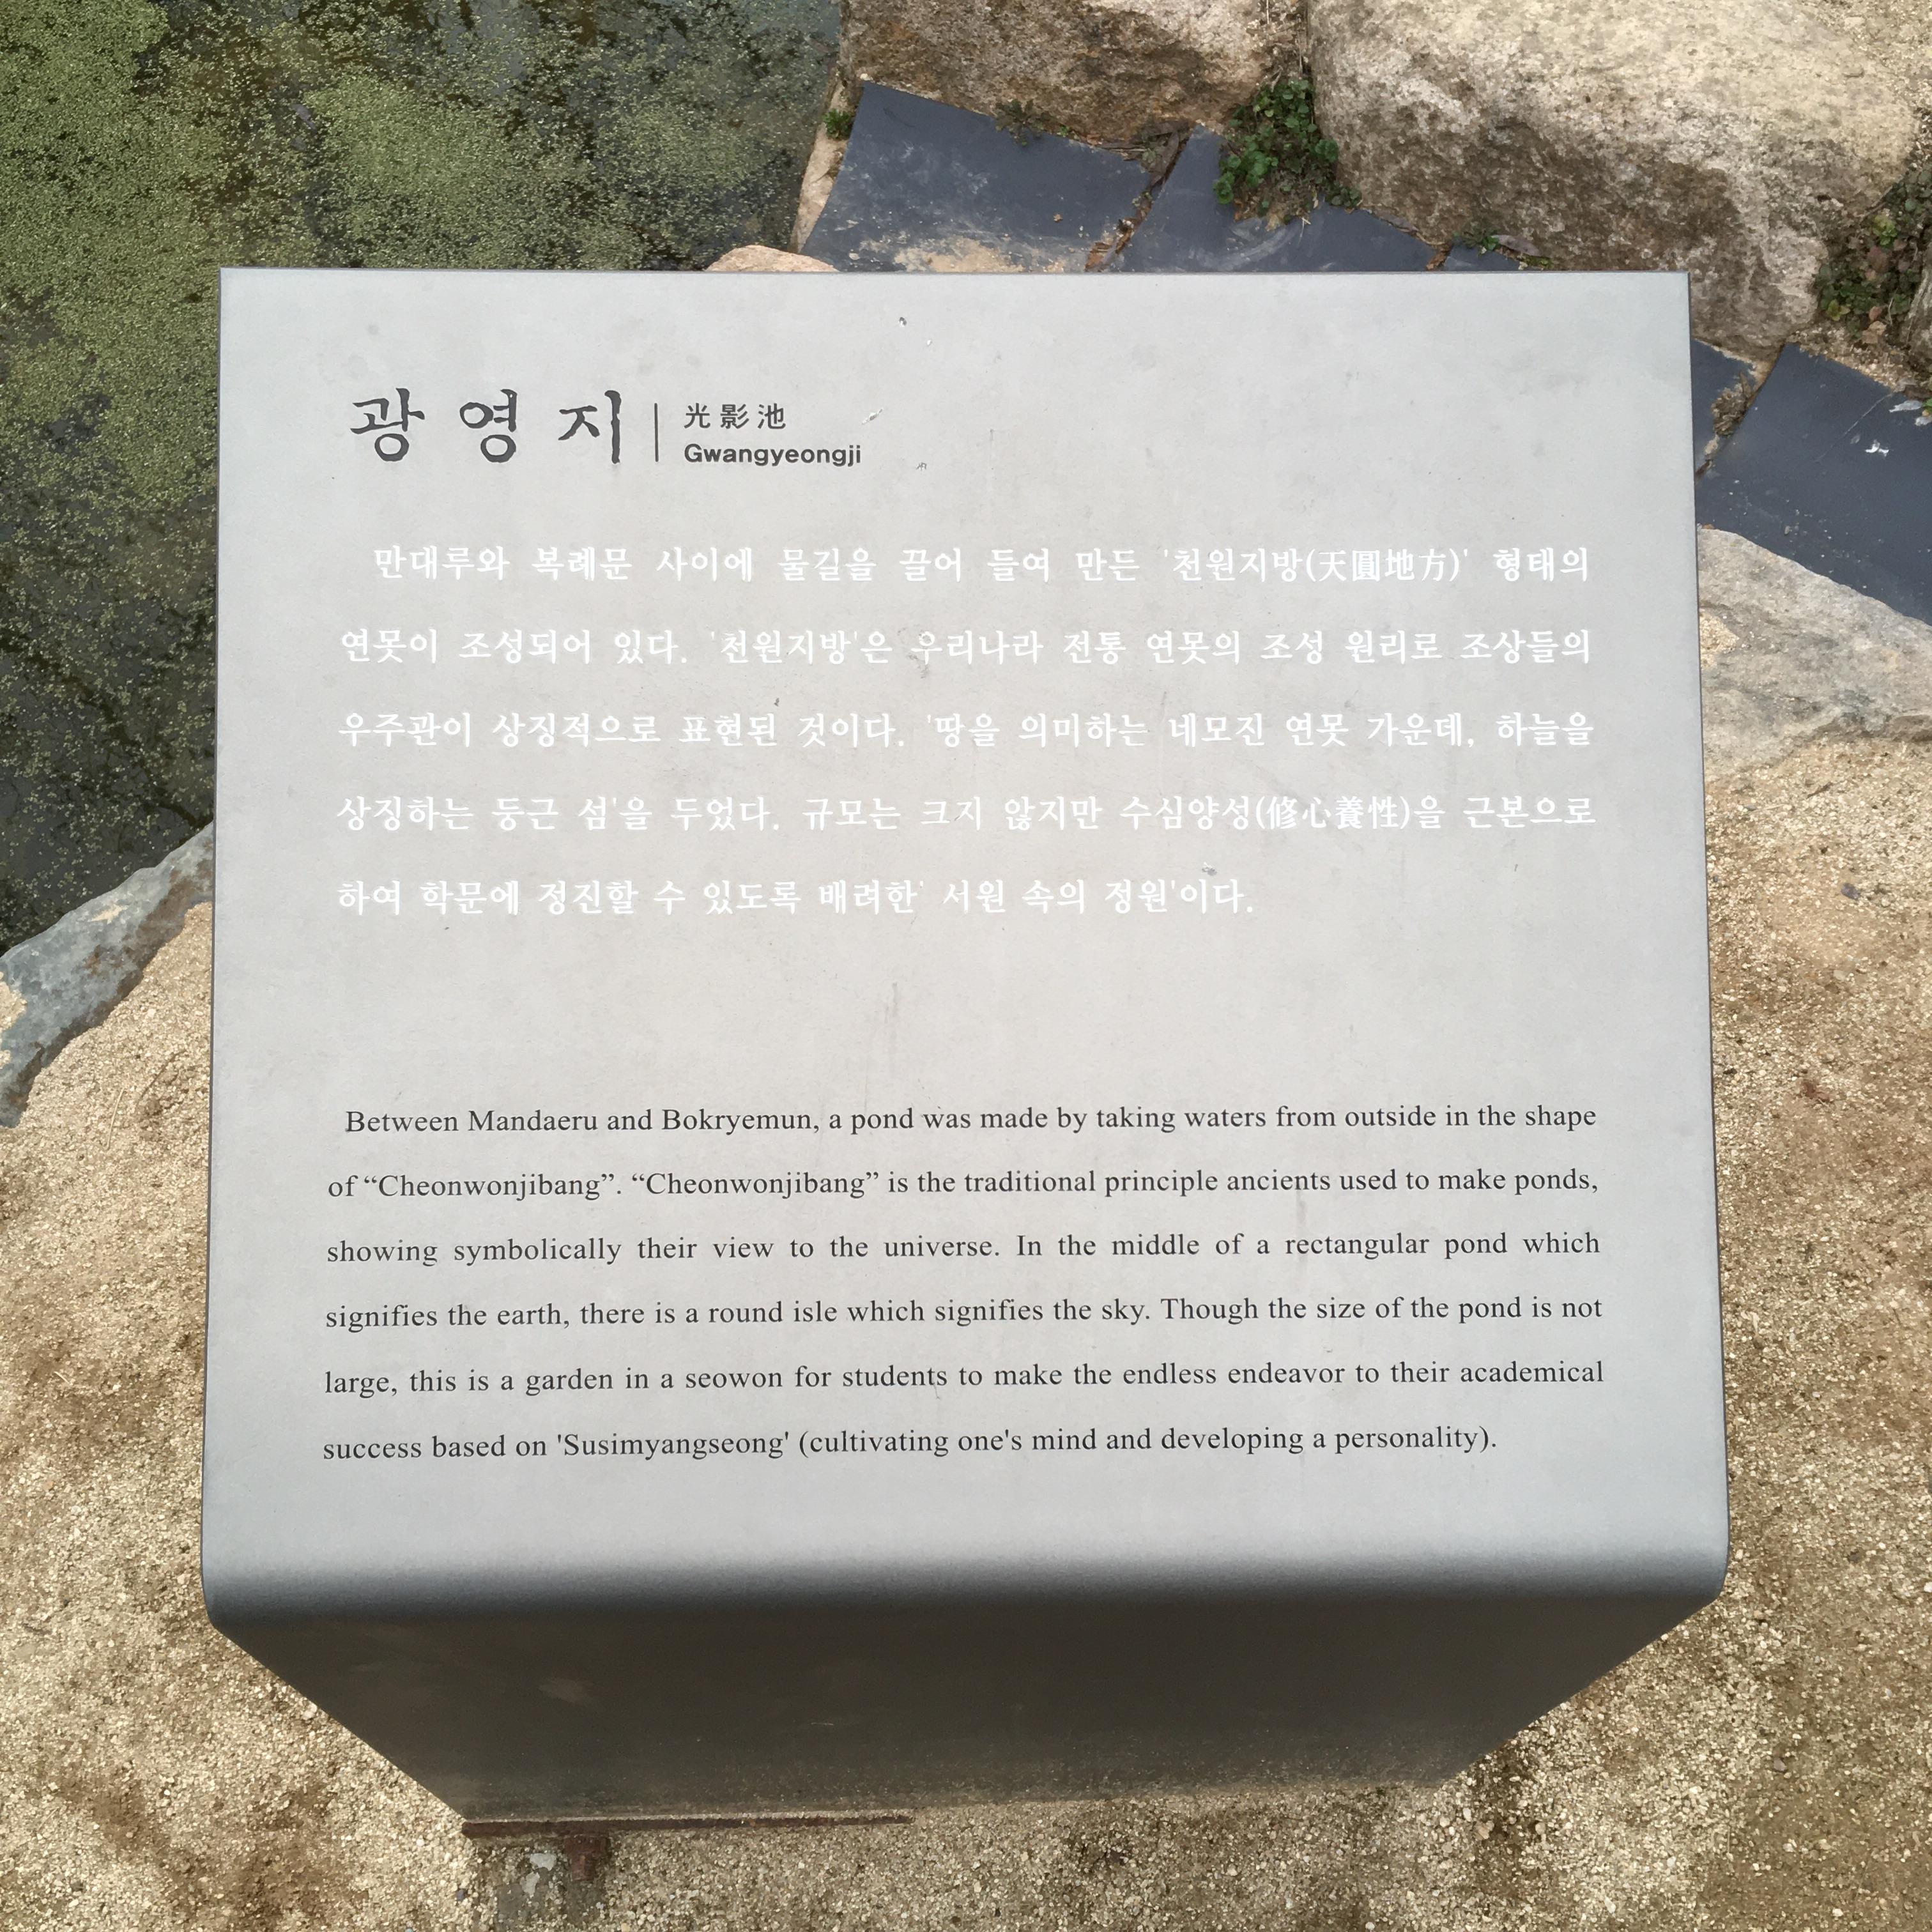 광영지
光影池
Gwangyeongji
만대루와 복례문 사이에 물길을 끌어 들여 만든 '천원지방(天圓地方)' 형태의
연못이 조성되어 있다. '천원지방'은 우리나라 전통 연못의 조성 원리로 조상들의
우주관이 상징적으로 표현된 것이다. '땅을 의미하는 네모진 연못 가운데, 하늘을
상징하는 둥근 섬'을 두었다. 규모는 크지 않지만 수심양성(修心養性)을 근본으로
하여 학문에 정진할 수 있도록 배려한' 서원 속의 정원'이다.
Between Mandaeru and Bokryemun, a pond was made by taking waters from outside in the shape
of “Cheonwonjibang”. “Cheonwonjibang” is the traditional principle ancients used to make ponds,
showing symbolically their view to the universe. In the middle of a rectangular pond which
signifies the earth, there is a round isle which signifies the sky. Though the size of the pond is not
large, this is a garden in a seowon for students to make the endless endeavor to their academical
success based on 'Susimyangseong' (cultivating one's mind and developing a personality).